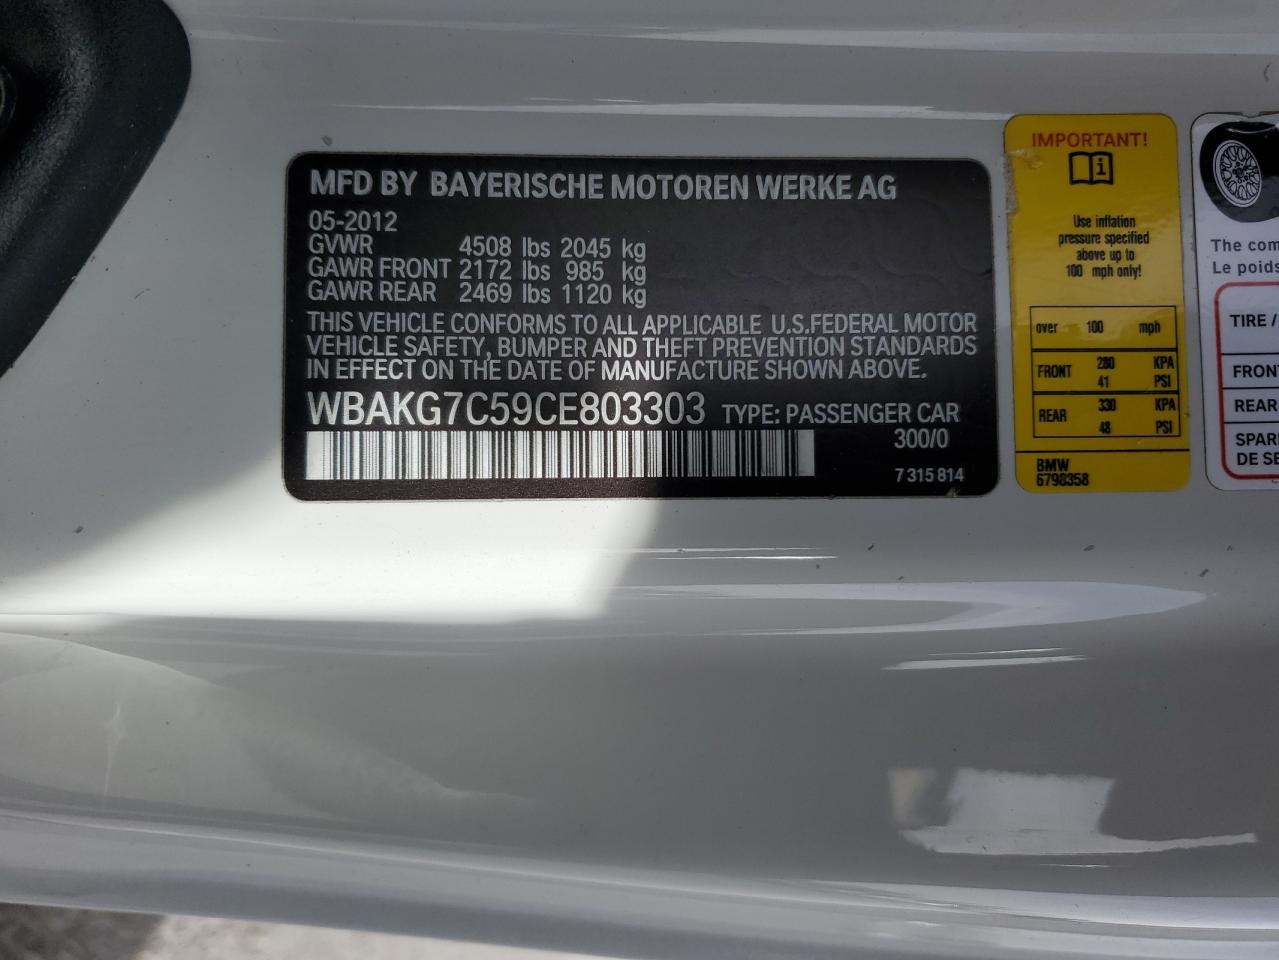 MFD BY BAYERISCHE MOTOREN WERKE AG
05-2012
GVWR 4508 lbs 2045 kg
GAWR FRONT 2172 lbs 985 kg
GAWR REAR 2469 lbs 1120 kg
THIS VEHICLE CONFORMS TO ALL APPLICABLE U.S.FEDERAL MOTOR
VEHICLE SAFETY, BUMPER AND THEFT PREVENTION STANDARDS
IN EFFECT ON THE DATE OF MANUFACTURE SHOWN ABOVE.
WBAKG7C59CE803303 TYPE: PASSENGER CAR
300/0
7 315 814
IMPORTANT!
Use inflation
pressure specified
above up to
100 mph only!
over 100 mph
FRONT 280 KPA
41 PSI
REAR 330 KPA
48 PSI
BMW
6798358
The com
Le poids
TIRE /
FRONT
REAR
SPAR
DE SE